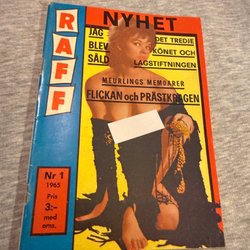 RAFF
NYHET
JAG
BLEV
SÅLD
DET TREDJE
KÖNET OCH
LAGSTIFTNINGEN
MEURLINGS MEMOARER
FLICKAN och PRÄSTKRAGEN
Nr 1
1965
Pris
3:-
med
oms.